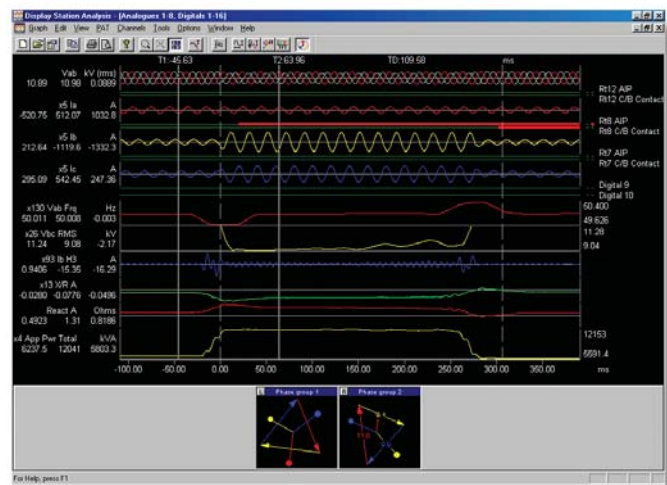 Display Station Analysis - [Analogues 1-8, Digitals 1-16]
Graph Edit View PAT Channels Tools Options Window Help
T1:-45.63 T2:63.96 TD:109.58 ms
Vab kV (rms)
10.89 10.98 0.0889
x5 Ia A
-520.75 512.07 1032.8
x5 Ib A
212.64 -1119.6 -1332.3
x5 Ic A
295.09 542.45 247.36
x130 Vab Frq Hz
50.011 50.008 -0.003
x26 Vbc RMS kV
11.24 9.08 -2.17
x93 Ib H3 A
0.9406 -15.35 -16.29
x13 X/R A
-0.0280 -0.0776 -0.0496
React A Ohms
0.4923 1.31 0.8186
x4 App Pwr Total kVA
6237.5 12041 5803.3
Rt12 AIP
Rt12 C/B Contact
Rt8 AIP
Rt8 C/B Contact
Rt7 AIP
Rt7 C/B Contact
Digital 9
Digital 10
50.400
49.626
11.28
9.04
12153
5591.4
-100.00 -50.00 0.00 50.00 100.00 150.00 200.00 250.00 300.00 350.00 ms
L Phase group 1
R Phase group 2
11.0
For Help, press F1